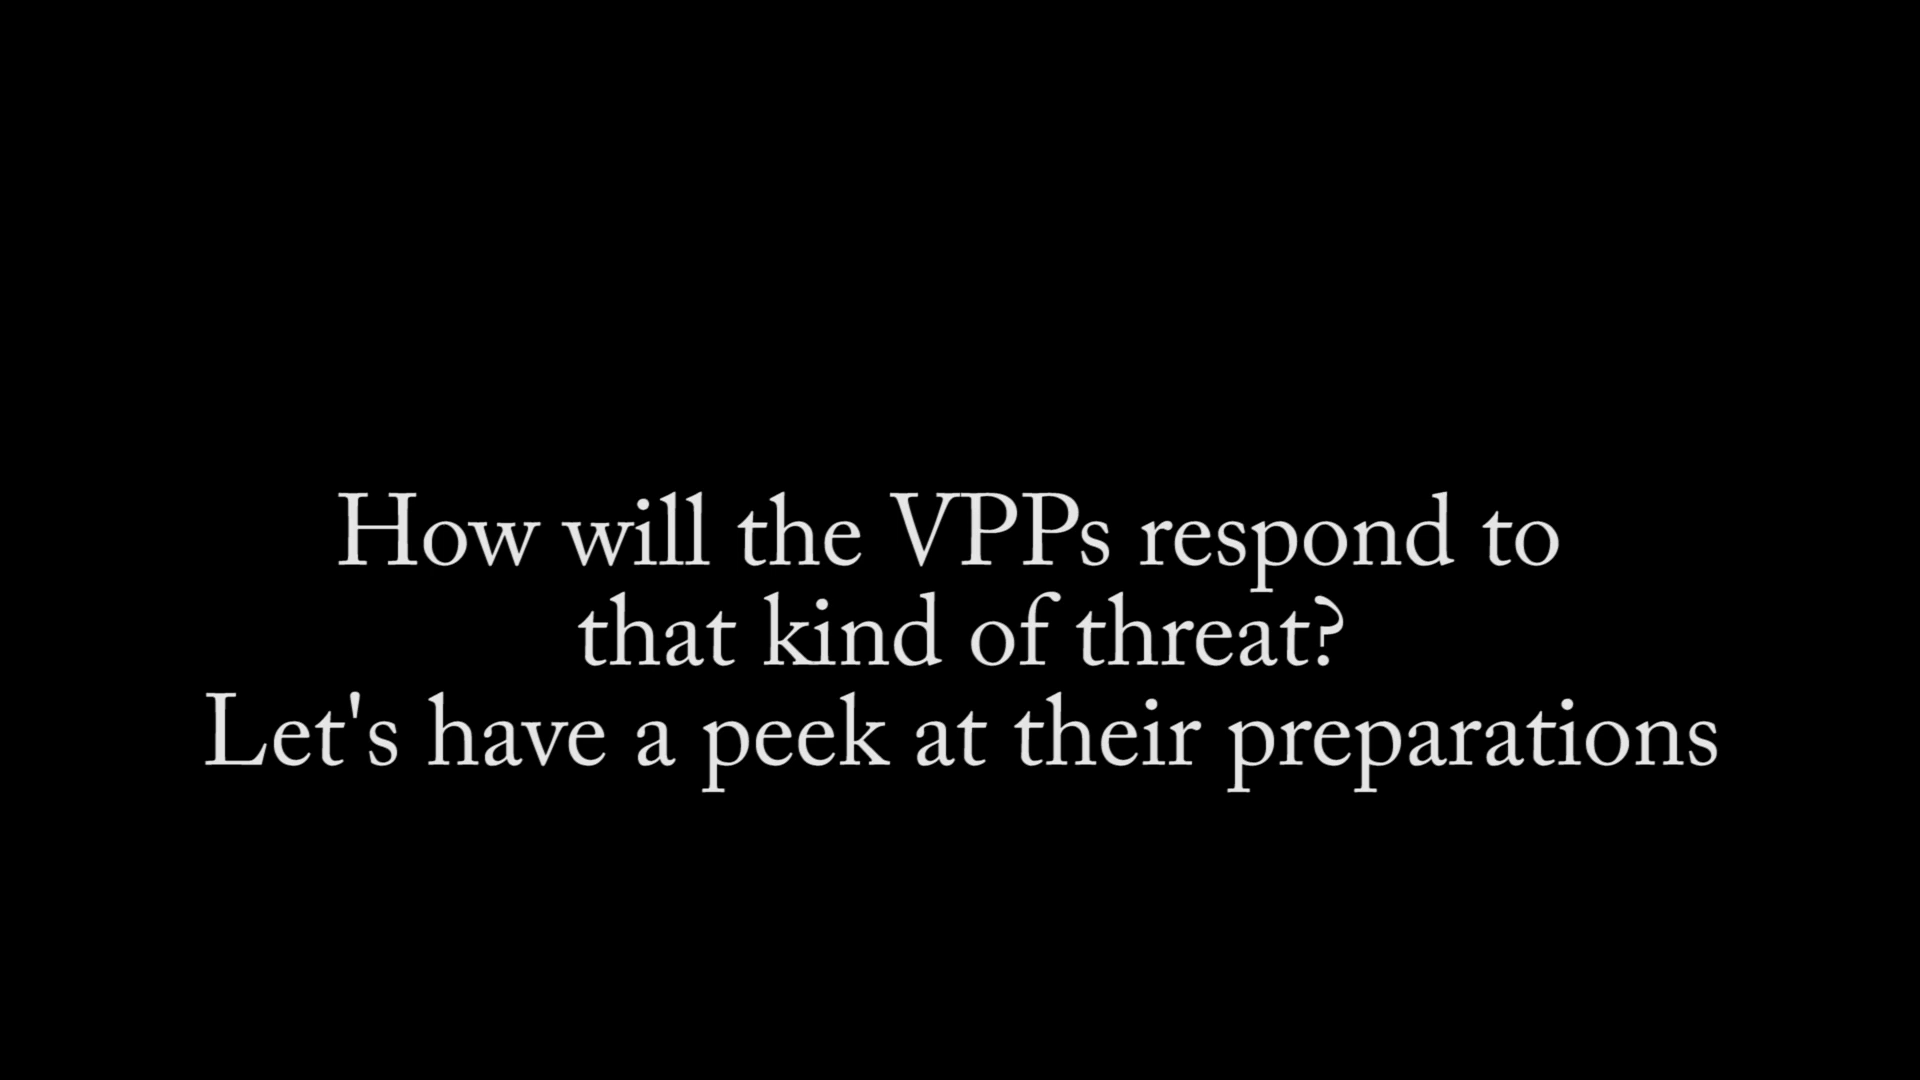 How will the VPPs respond to
that kind of threat?
Let's have a peek at their preparations